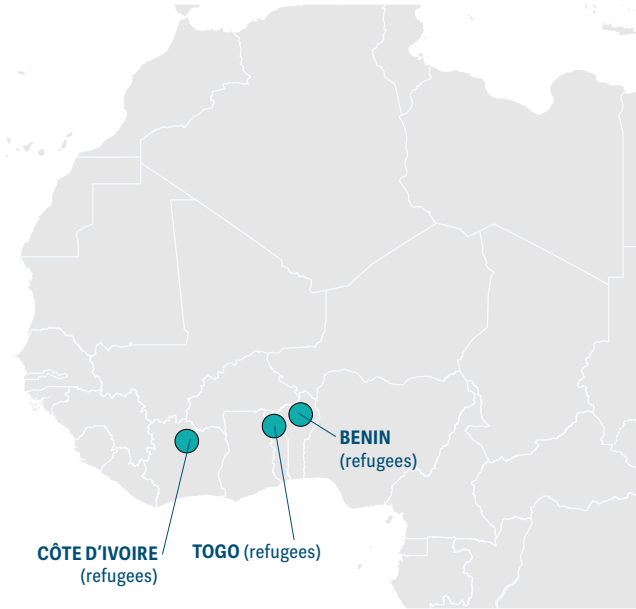 BENIN
(refugees)
CÔTE D’IVOIRE
(refugees)
TOGO (refugees)